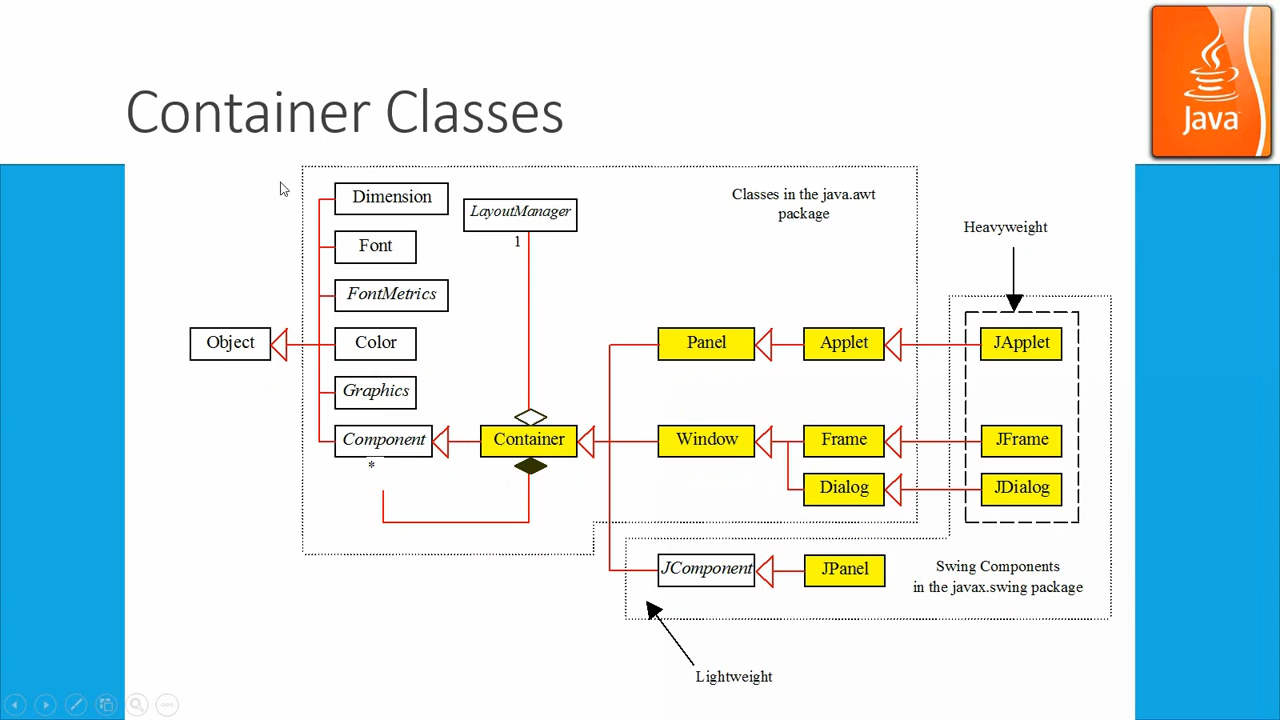 Container Classes
Java
Dimension
LayoutManager
1
Classes in the java.awt
package
Font
Heavyweight
FontMetrics
Object
Color
Panel
Applet
JApplet
Graphics
Component
*
Container
Window
Frame
JFrame
Dialog
JDialog
JComponent
JPanel
Swing Components
in the javax.swing package
Lightweight